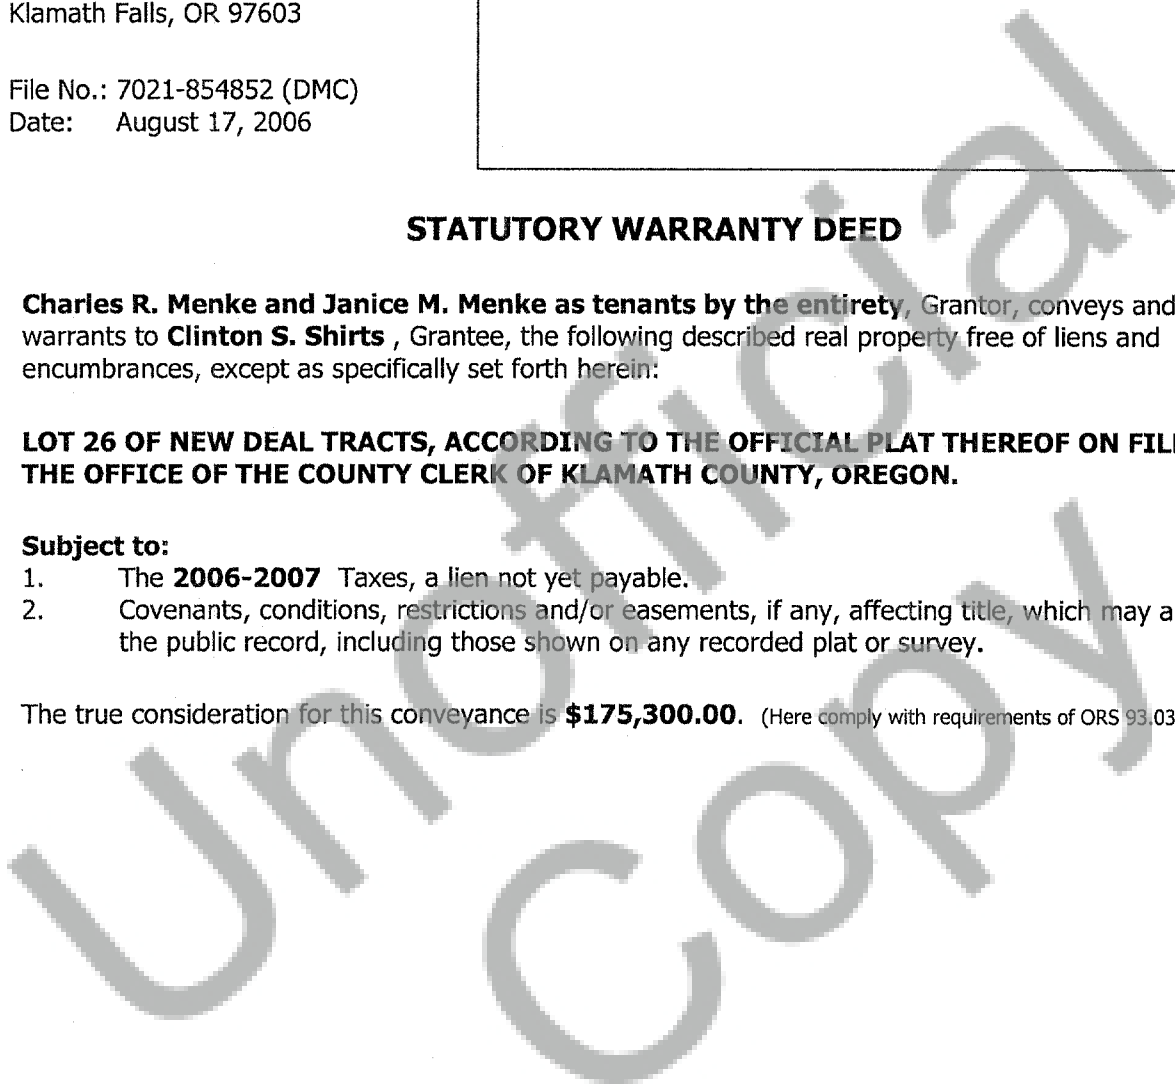 Klamath Falls, OR 97603
File No.: 7021-854852 (DMC)
Date: August 17, 2006
STATUTORY WARRANTY DEED
Charles R. Menke and Janice M. Menke as tenants by the entirety, Grantor, conveys and
warrants to Clinton S. Shirts , Grantee, the following described real property free of liens and
encumbrances, except as specifically set forth herein:
LOT 26 OF NEW DEAL TRACTS, ACCORDING TO THE OFFICIAL PLAT THEREOF ON
THE OFFICE OF THE COUNTY CLERK OF KLAMATH COUNTY, OREGON.
Subject to:
1. The 2006-2007 Taxes, a lien not yet payable.
2. Covenants, conditions, restrictions and/or easements, if any, affecting title, which may
the public record, including those shown on any recorded plat or survey.
The true consideration for this conveyance is $175,300.00. (Here comply with requirements of ORS 93.03
Unofficial
Copy